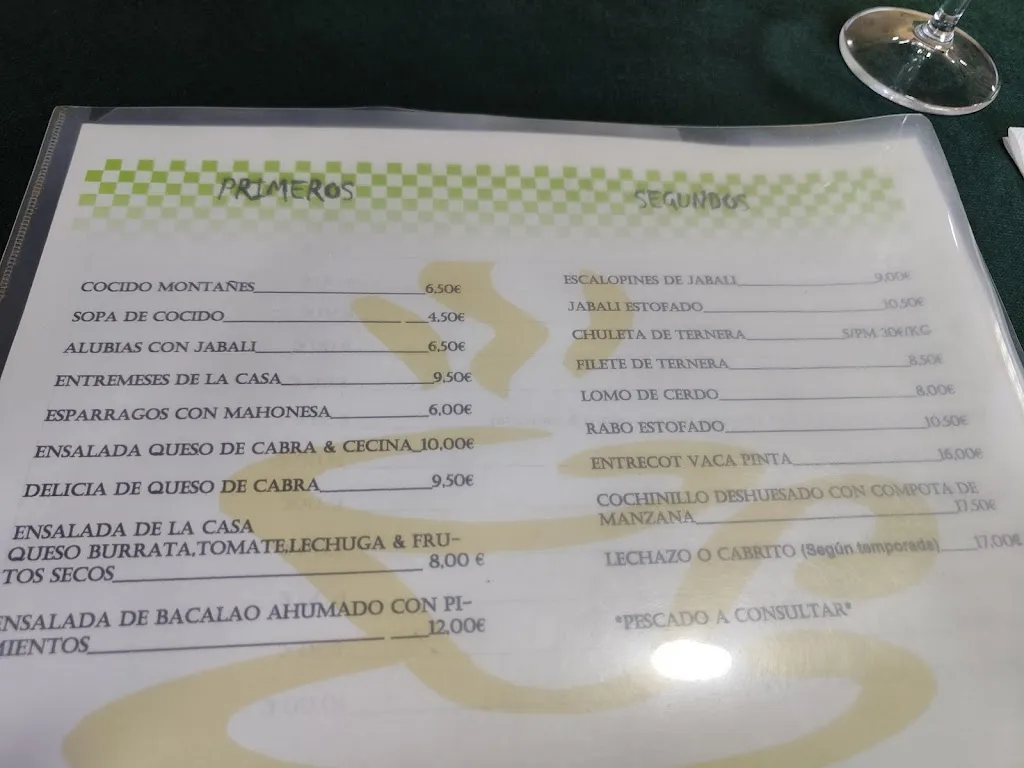 PRIMEROS
COCIDO MONTAÑES 6,50€
SOPA DE COCIDO 4,50€
ALUBIAS CON JABALI 6,50€
ENTREMESES DE LA CASA 9,50€
ESPARRAGOS CON MAHONESA 6,00€
ENSALADA QUESO DE CABRA & CECINA 10,00€
DELICIA DE QUESO DE CABRA 9,50€
ENSALADA DE LA CASA
QUESO BURRATA,TOMATE,LECHUGA & FRU-
TOS SECOS 8,00 €
ENSALADA DE BACALAO AHUMADO CON PI-
MIENTOS 12,00€
SEGUNDOS
ESCALOPINES DE JABALI 9,00€
JABALI ESTOFADO 10,50€
CHULETA DE TERNERA S/PM 30€/KG
FILETE DE TERNERA 8,50€
LOMO DE CERDO 8,00€
RABO ESTOFADO 10,50€
ENTRECOT VACA PINTA 16,00€
COCHINILLO DESHUESADO CON COMPOTA DE
MANZANA 17,50€
LECHAZO O CABRITO (Según temporada) 17,00€
*PESCADO A CONSULTAR*